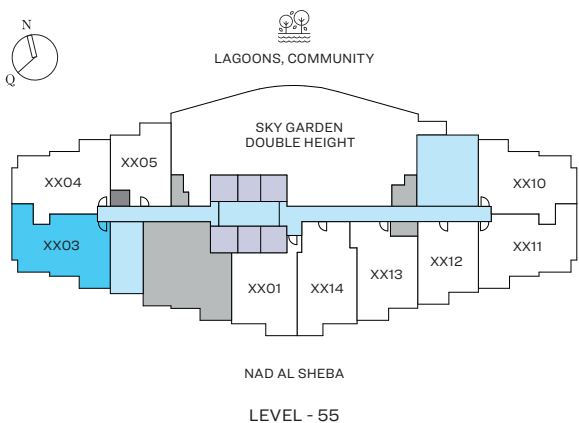 N
Q
LAGOONS, COMMUNITY
SKY GARDEN
DOUBLE HEIGHT
XX05
XX04
XX10
XX03
XX11
XX12
XX13
XX01
XX14
NAD AL SHEBA
LEVEL - 55